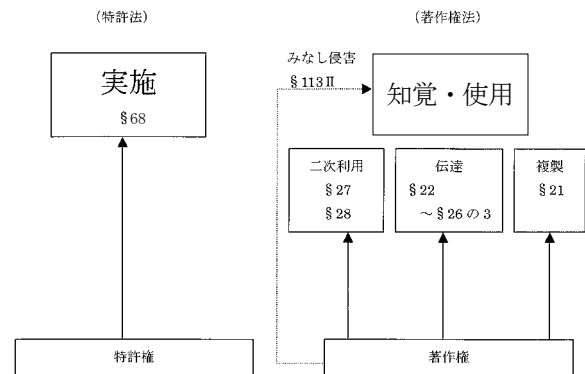 （特許法）
実施
§68
特許権
（著作権法）
みなし侵害
§113Ⅱ
知覚・使用
二次利用
§27
§28
伝達
§22
～§26の3
複製
§21
著作権